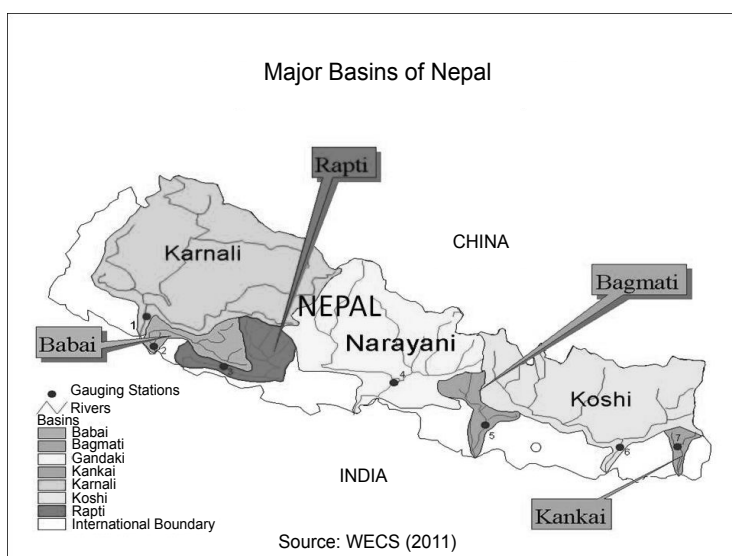 Major Basins of Nepal
Rapti
Karnali
CHINA
Bagmati
NEPAL
1
Babai
2
3
Narayani
4
Koshi
5
6
7
Gauging Stations
Rivers
Basins
Babai
Bagmati
Gandaki
Kankai
Karnali
Koshi
Rapti
International Boundary
INDIA
Kankai
Source: WECS (2011)